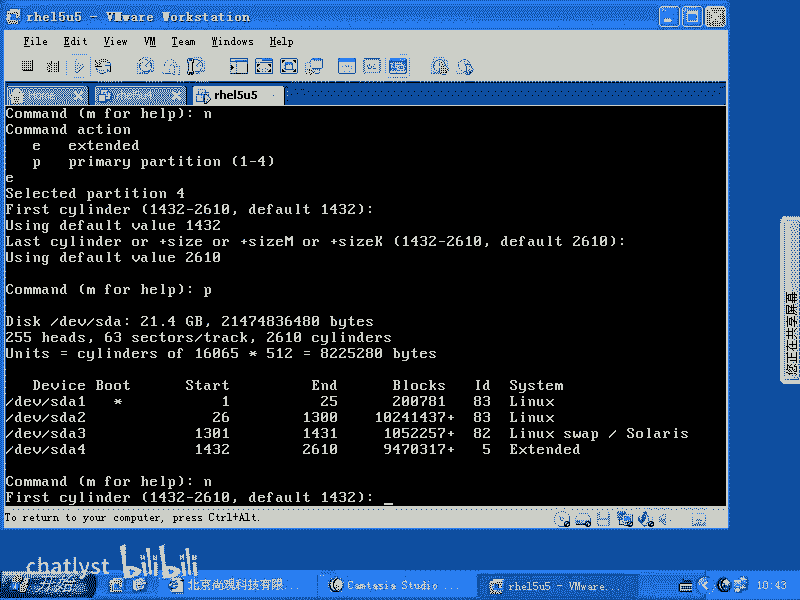 rhel5u5 - VMware Workstation
File Edit View VM Team Windows Help
rhel5u5
Command (m for help): n
Command action
e extended
p primary partition (1-4)
e
Selected partition 4
First cylinder (1432-2610, default 1432):
Using default value 1432
Last cylinder or +size or +sizeM or +sizeK (1432-2610, default 2610):
Using default value 2610
Command (m for help): p
Disk /dev/sda: 21.4 GB, 21474836480 bytes
255 heads, 63 sectors/track, 2610 cylinders
Units = cylinders of 16065 * 512 = 8225280 bytes
Device Boot Start End Blocks Id System
/dev/sda1 * 1 25 200781 83 Linux
/dev/sda2 26 1300 10241437+ 83 Linux
/dev/sda3 1301 1431 1052257+ 82 Linux swap / Solaris
/dev/sda4 1432 2610 9470317+ 5 Extended
Command (m for help): n
First cylinder (1432-2610, default 1432): _
To return to your computer, press Ctrl+Alt.
您正在共享屏幕
chatlyst bilibili
开始 北京尚观科技有限... Camtasia Studio ... rhel5u5 - VMware... 10:43